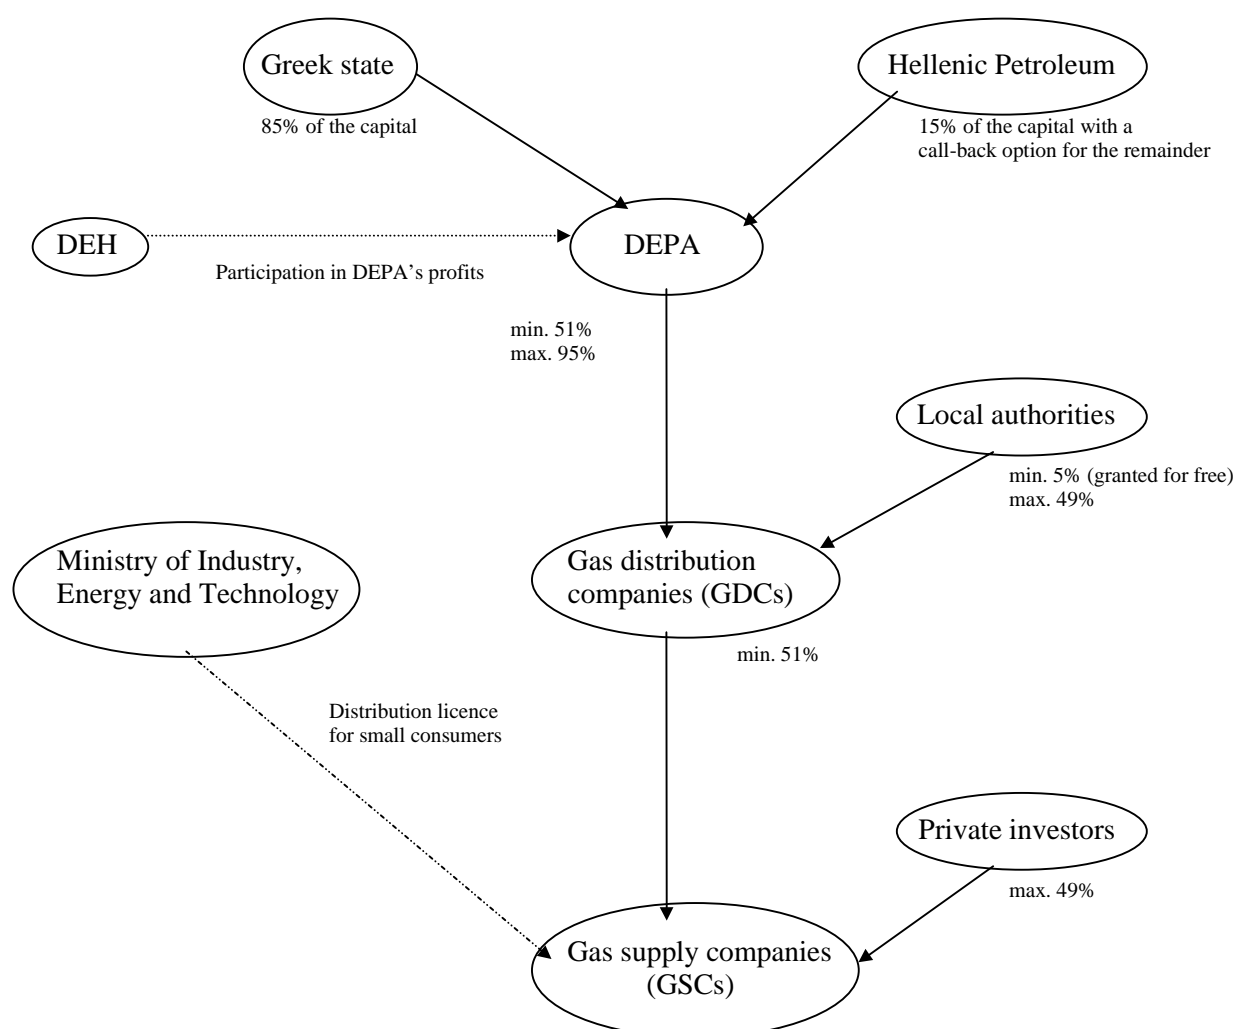 Greek state
Hellenic Petroleum
85% of the capital
15% of the capital with a
call-back option for the remainder
DEH
DEPA
Participation in DEPA’s profits
min. 51%
max. 95%
Local authorities
min. 5% (granted for free)
max. 49%
Ministry of Industry,
Energy and Technology
Gas distribution
companies (GDCs)
min. 51%
Distribution licence
for small consumers
Private investors
max. 49%
Gas supply companies
(GSCs)